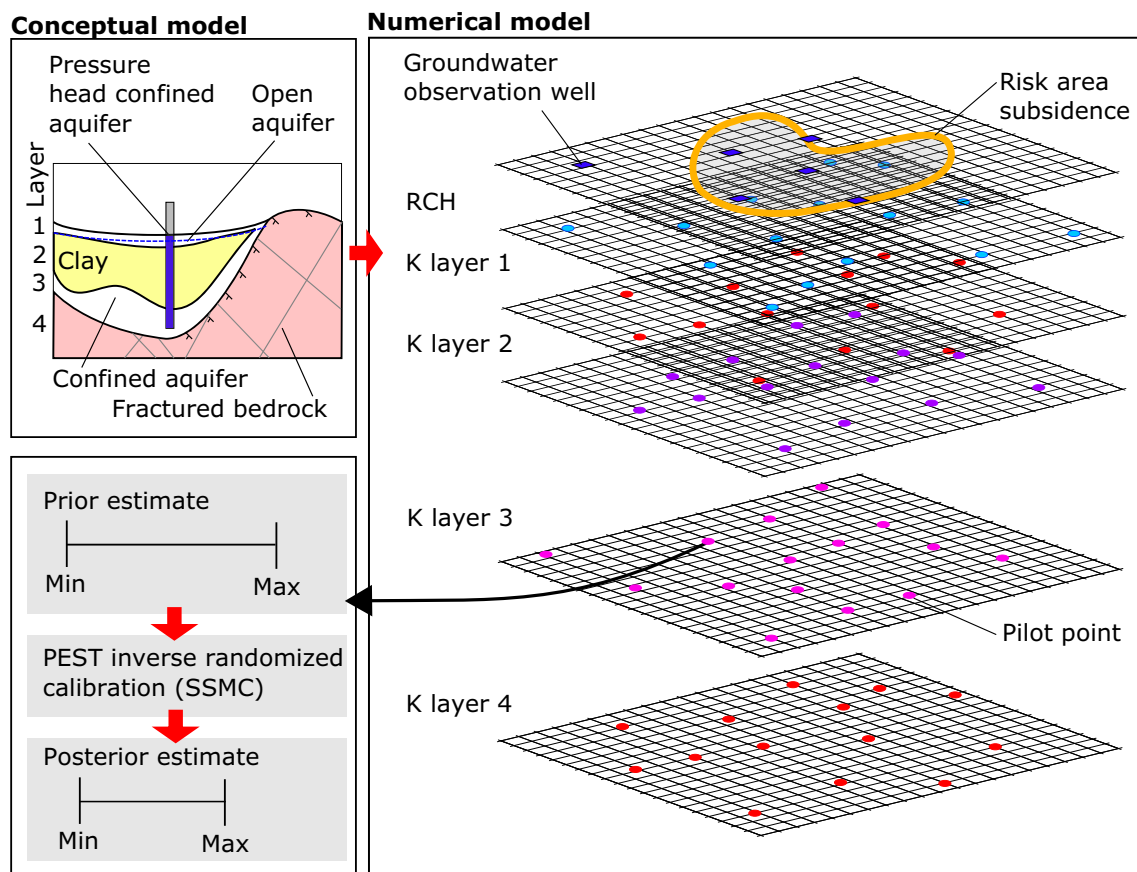 Conceptual model
Pressure
head confined
aquifer
Open
aquifer
Layer
1
2
3
4
Clay
Confined aquifer
Fractured bedrock
Prior estimate
Min
Max
PEST inverse randomized
calibration (SSMC)
Posterior estimate
Min
Max
Numerical model
Groundwater
observation well
Risk area
subsidence
RCH
K layer 1
K layer 2
K layer 3
Pilot point
K layer 4